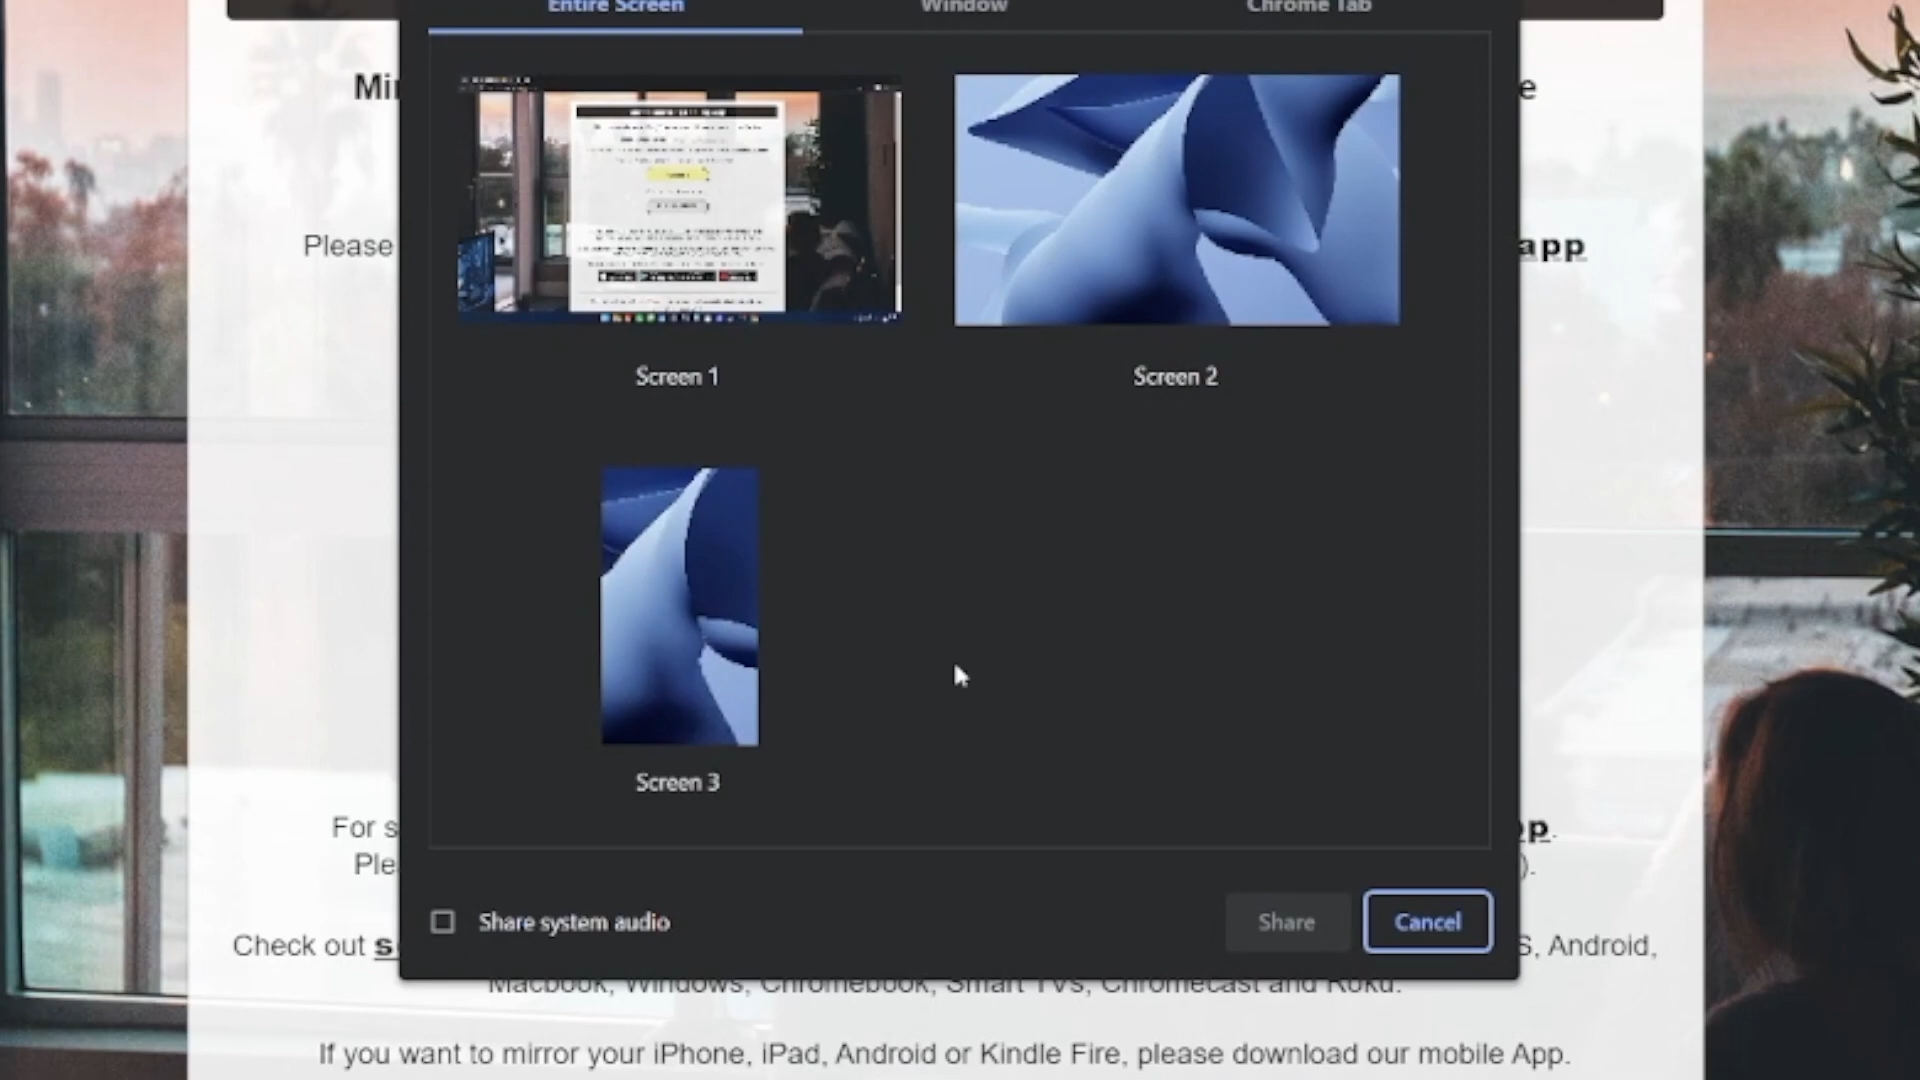 Entire Screen Window Chrome Tab
Mi e
Please app
Screen 1 Screen 2
Screen 3
For s p.
Ple ).
Share system audio Share Cancel
Check out s S, Android,
Macbook, Windows, Chromebook, Smart TVs, Chromecast and Roku.
If you want to mirror your iPhone, iPad, Android or Kindle Fire, please download our mobile App.